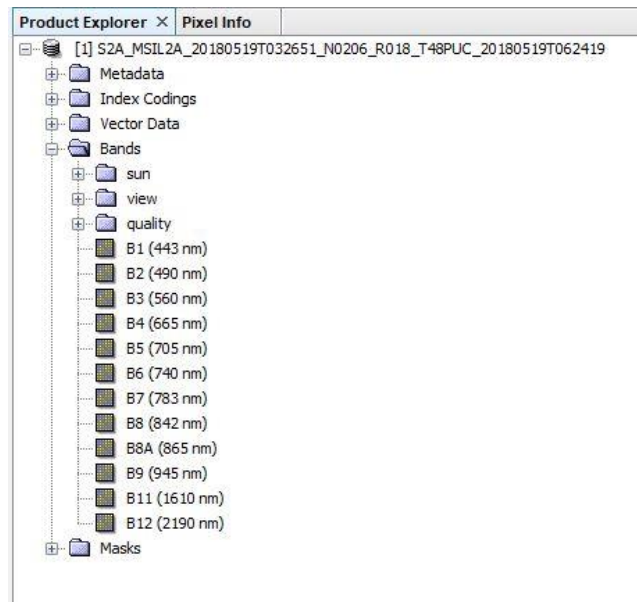 Product Explorer × Pixel Info
[1] S2A_MSIL2A_20180519T032651_N0206_R018_T48PUC_20180519T062419
Metadata
Index Codings
Vector Data
Bands
sun
view
quality
B1 (443 nm)
B2 (490 nm)
B3 (560 nm)
B4 (665 nm)
B5 (705 nm)
B6 (740 nm)
B7 (783 nm)
B8 (842 nm)
B8A (865 nm)
B9 (945 nm)
B11 (1610 nm)
B12 (2190 nm)
Masks